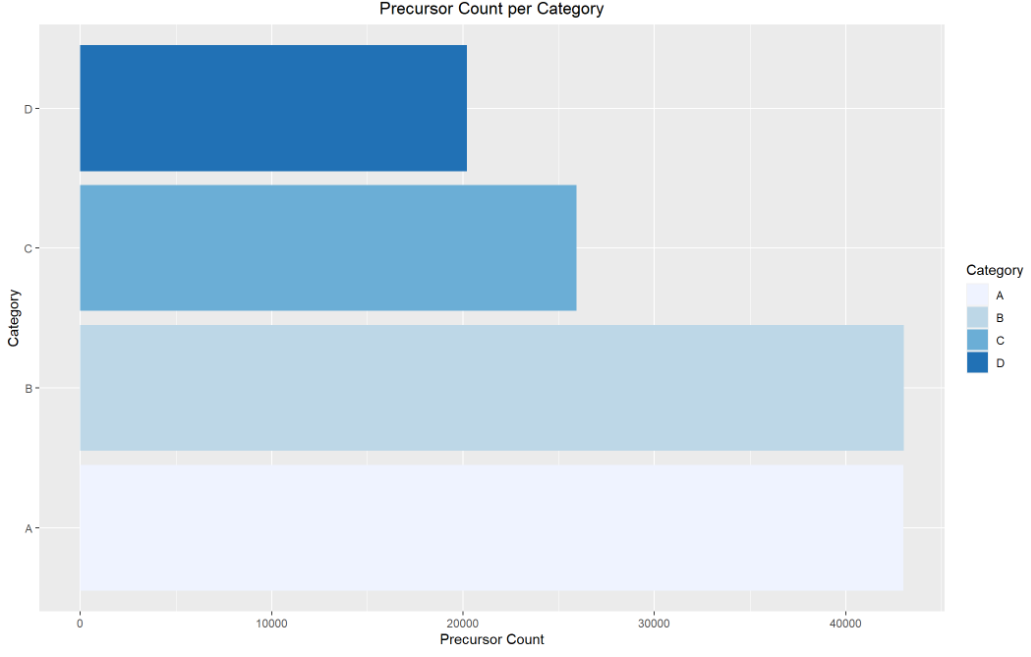 Precursor Count per Category
Category
D
C
B
A
0 10000 20000 30000 40000
Precursor Count
Category
A
B
C
D